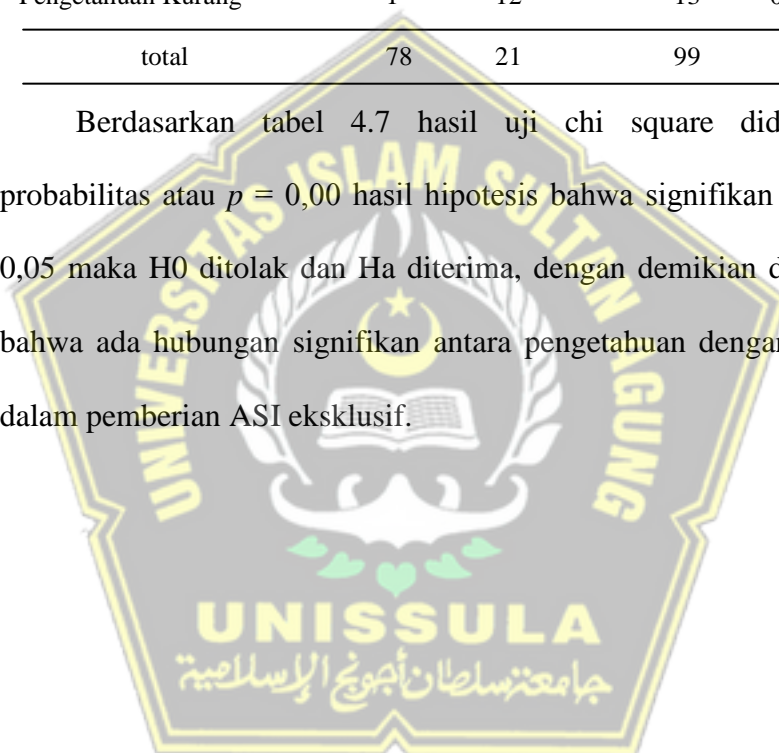 Pengetahuan Kurang 1 12 13
total 78 21 99
Berdasarkan tabel 4.7 hasil uji chi square did
probabilitas atau p = 0,00 hasil hipotesis bahwa signifikan
0,05 maka H0 ditolak dan Ha diterima, dengan demikian d
bahwa ada hubungan signifikan antara pengetahuan dengan
dalam pemberian ASI eksklusif.
UNIVERSITAS ISLAM SULTAN AGUNG
UNISSULA
جامعة سلطان أجونج الإسلامية